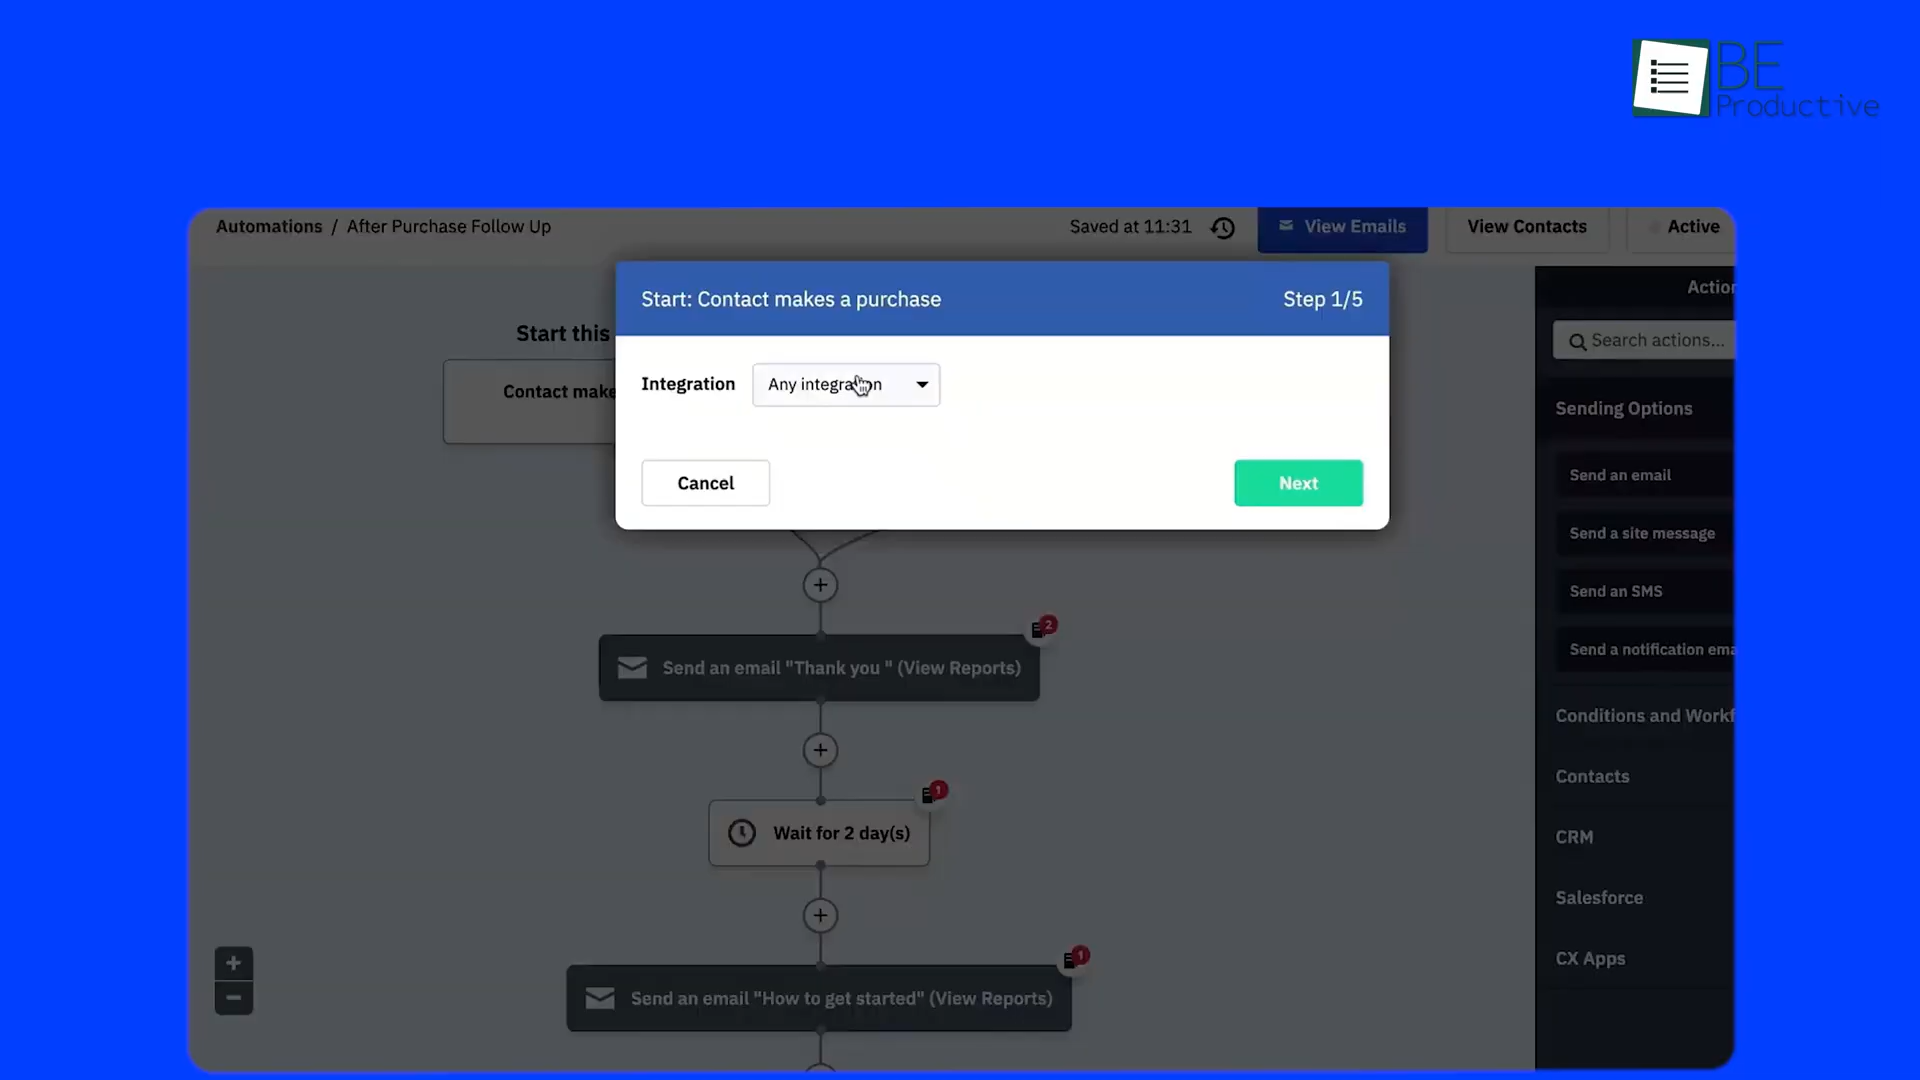 BE
Productive
Automations / After Purchase Follow Up
Saved at 11:31
View Emails
View Contacts
Active
Start: Contact makes a purchase
Step 1/5
Start this
Contact make
Integration
Any integration
Cancel
Next
Action
Search actions...
Sending Options
Send an email
Send a site message
Send an SMS
Send a notification ema
Conditions and Workf
Contacts
CRM
Salesforce
CX Apps
2
Send an email "Thank you " (View Reports)
1
Wait for 2 day(s)
1
Send an email "How to get started" (View Reports)